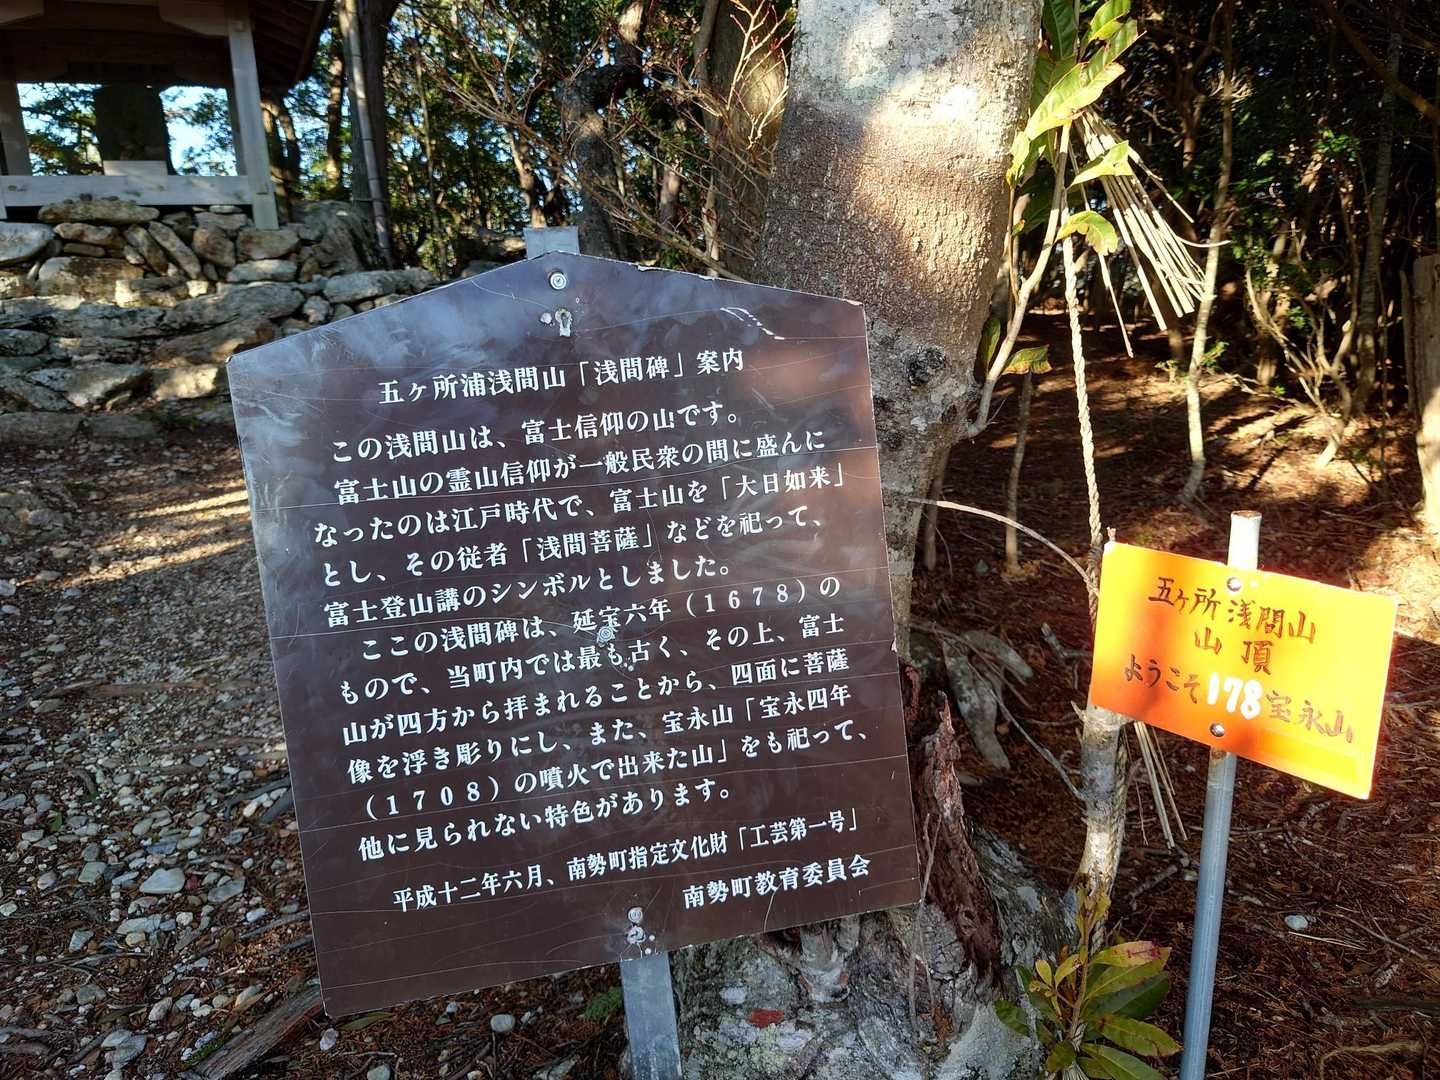 五ヶ所浦浅間山「浅間碑」案内
この浅間山は、富士信仰の山です。
富士山の霊山信仰が一般民衆の間に盛んに
なったのは江戸時代で、富士山を「大日如来」
とし、その従者「浅間菩薩」などを祀って、
富士登山講のシンボルとしました。
ここの浅間碑は、延宝六年(1678)の
もので、当町内では最も古く、その上、富士
山が四方から拝まれることから、四面に菩薩
像を浮き彫りにし、また、宝永山「宝永四年
(1708)の噴火で出来た山」をも祀って、
他に見られない特色があります。
平成十二年六月、南勢町指定文化財「工芸第一号」
南勢町教育委員会
五ヶ所浅間山
山頂
ようこそ178宝永山